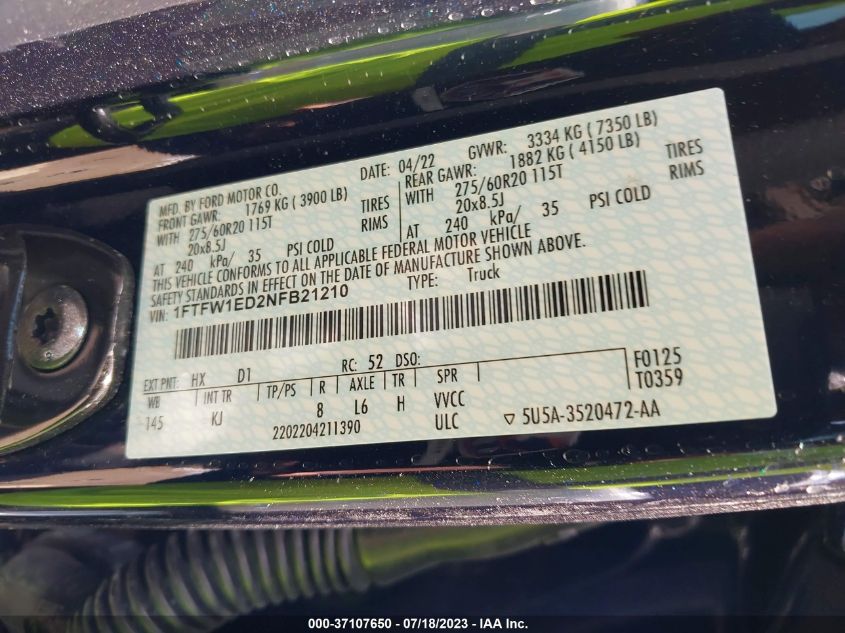 MFD. BY FORD MOTOR CO.
DATE: 04/22 GVWR: 3334 KG ( 7350 LB)
FRONT GAWR: 1769 KG ( 3900 LB)
REAR GAWR: 1882 KG ( 4150 LB)
WITH 275/60R20 115T TIRES
WITH 275/60R20 115T TIRES
20x8.5J RIMS
20x8.5J RIMS
AT 240 kPa/ 35 PSI COLD
AT 240 kPa/ 35 PSI COLD
THIS VEHICLE CONFORMS TO ALL APPLICABLE FEDERAL MOTOR VEHICLE
SAFETY STANDARDS IN EFFECT ON THE DATE OF MANUFACTURE SHOWN ABOVE.
VIN: 1FTFW1ED2NFB21210 TYPE: Truck
EXT PNT: HX D1 RC: 52 DSO:
WB INT TR TP/PS R AXLE TR SPR
145 KJ 8 L6 H VVCC
2202204211390 ULC
F0125
T0359
▽ 5U5A-3520472-AA
000-37107650 - 07/18/2023 - IAA Inc.